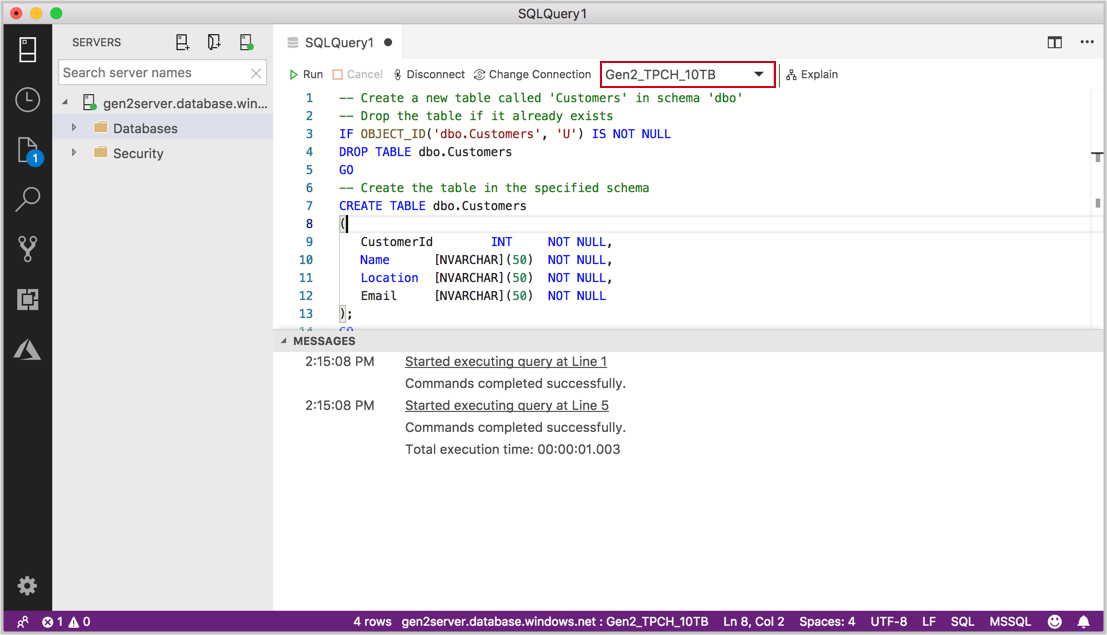 SQLQuery1
SERVERS
Search server names
gen2server.database.win...
Databases
Security
1
SQLQuery1
Run Cancel Disconnect Change Connection Gen2_TPCH_10TB Explain
1 -- Create a new table called 'Customers' in schema 'dbo'
2 -- Drop the table if it already exists
3 IF OBJECT_ID('dbo.Customers', 'U') IS NOT NULL
4 DROP TABLE dbo.Customers
5 GO
6 -- Create the table in the specified schema
7 CREATE TABLE dbo.Customers
8 (
9 CustomerId INT NOT NULL,
10 Name [NVARCHAR](50) NOT NULL,
11 Location [NVARCHAR](50) NOT NULL,
12 Email [NVARCHAR](50) NOT NULL
13 );
14 GO
MESSAGES
2:15:08 PM Started executing query at Line 1
Commands completed successfully.
2:15:08 PM Started executing query at Line 5
Commands completed successfully.
Total execution time: 00:00:01.003
1 0 4 rows gen2server.database.windows.net : Gen2_TPCH_10TB Ln 8, Col 2 Spaces: 4 UTF-8 LF SQL MSSQL